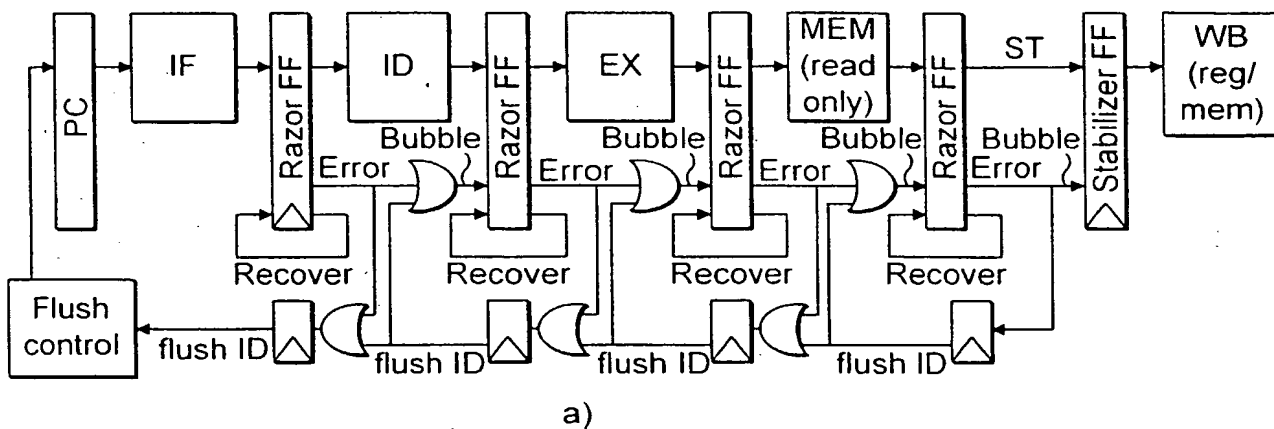 PC
IF
Razor FF
ID
Razor FF
EX
Razor FF
MEM
(read
only)
Razor FF
ST
Stabilizer FF
WB
(reg/
mem)
Error
Bubble
Error
Bubble
Error
Bubble
Error
Bubble
Recover
Recover
Recover
Recover
Flush
control
flush ID
flush ID
flush ID
flush ID
a)